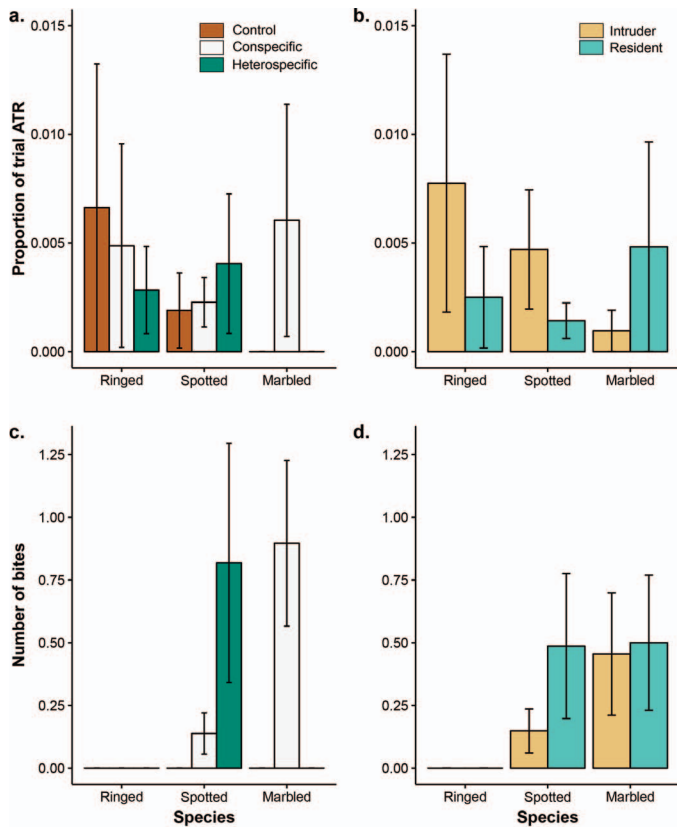 a.
Control
Conspecific
Heterospecific
Proportion of trial ATR
0.015
0.010
0.005
0.000
Ringed Spotted Marbled
b.
Intruder
Resident
0.015
0.010
0.005
0.000
Ringed Spotted Marbled
c.
Number of bites
1.25
1.00
0.75
0.50
0.25
0.00
Ringed Spotted Marbled
Species
d.
1.25
1.00
0.75
0.50
0.25
0.00
Ringed Spotted Marbled
Species